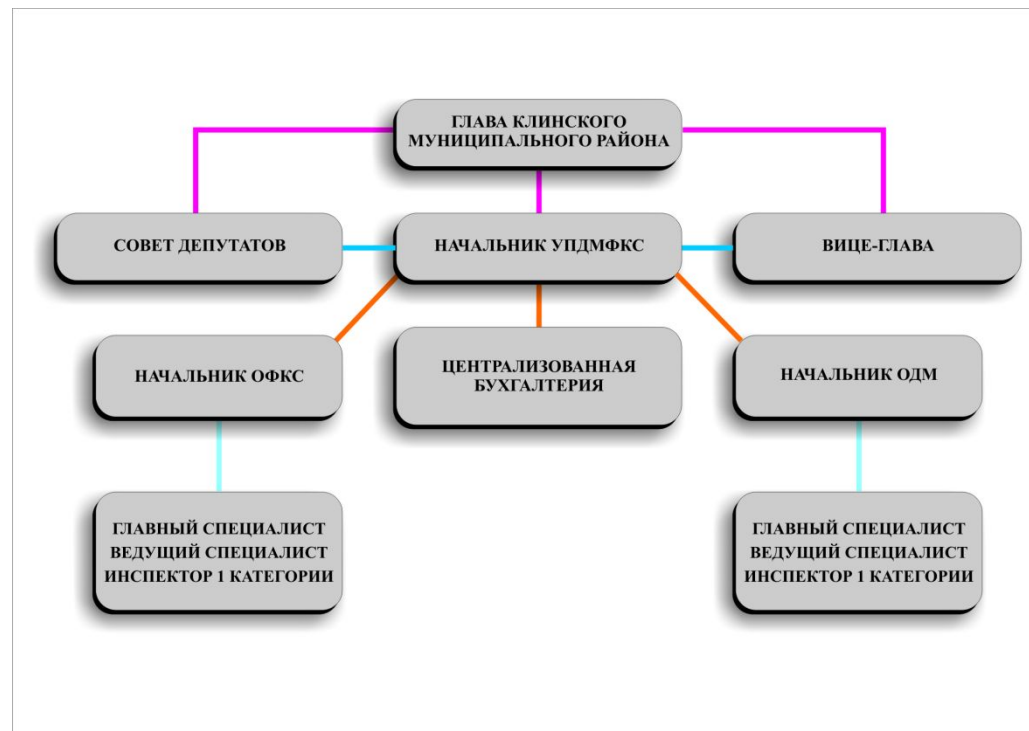 ГЛАВА КЛИНСКОГО
МУНИЦИПАЛЬНОГО РАЙОНА
СОВЕТ ДЕПУТАТОВ
НАЧАЛЬНИК УПДМФКС
ВИЦЕ-ГЛАВА
НАЧАЛЬНИК ОФКС
ЦЕНТРАЛИЗОВАННАЯ
БУХГАЛТЕРИЯ
НАЧАЛЬНИК ОДМ
ГЛАВНЫЙ СПЕЦИАЛИСТ
ВЕДУЩИЙ СПЕЦИАЛИСТ
ИНСПЕКТОР 1 КАТЕГОРИИ
ГЛАВНЫЙ СПЕЦИАЛИСТ
ВЕДУЩИЙ СПЕЦИАЛИСТ
ИНСПЕКТОР 1 КАТЕГОРИИ